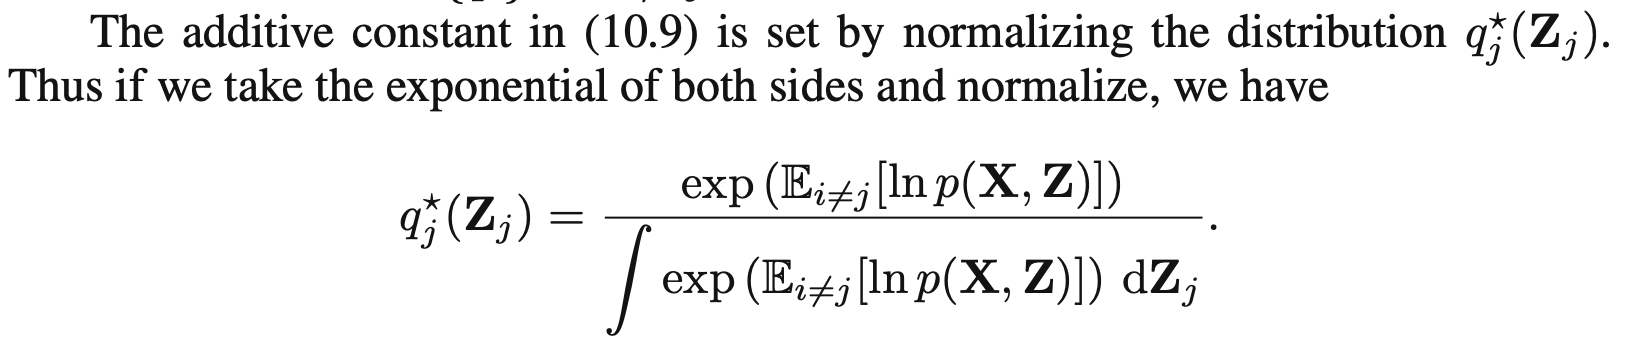 The additive constant in (10.9) is set by normalizing the distribution q⋆j(Zj).
Thus if we take the exponential of both sides and normalize, we have
q⋆j(Zj) = exp (𝔼i≠j[ln p(X, Z)]) / ∫ exp (𝔼i≠j[ln p(X, Z)]) dZj .